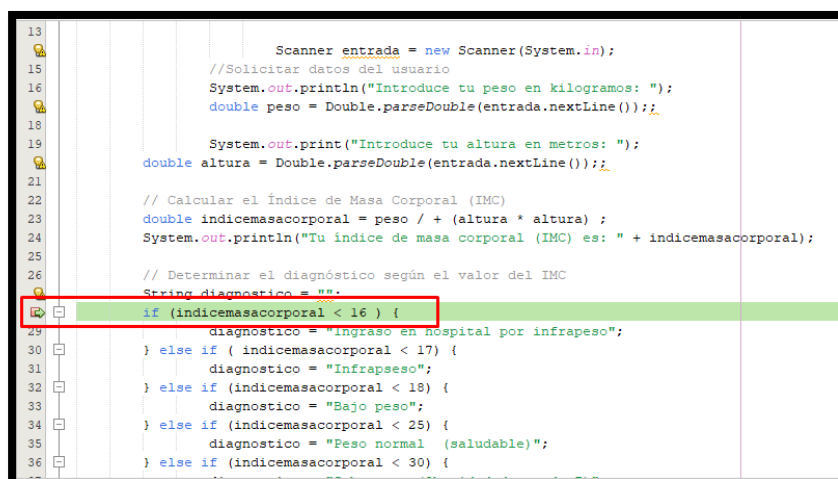 13
Scanner entrada = new Scanner(System.in);
15 //Solicitar datos del usuario
16 System.out.println("Introduce tu peso en kilogramos: ");
double peso = Double.parseDouble(entrada.nextLine());;
18
19 System.out.print("Introduce tu altura en metros: ");
double altura = Double.parseDouble(entrada.nextLine());;
21
22 // Calcular el Índice de Masa Corporal (IMC)
23 double indicemasacorporal = peso / + (altura * altura) ;
24 System.out.println("Tu índice de masa corporal (IMC) es: " + indicemasacorporal);
25
26 // Determinar el diagnóstico según el valor del IMC
String diagnostico = "";
if (indicemasacorporal < 16 ) {
29 diagnostico = "Ingraso en hospital por infrapeso";
30 } else if ( indicemasacorporal < 17) {
31 diagnostico = "Infrapseso";
32 } else if (indicemasacorporal < 18) {
33 diagnostico = "Bajo peso";
34 } else if (indicemasacorporal < 25) {
35 diagnostico = "Peso normal (saludable)";
36 } else if (indicemasacorporal < 30) {